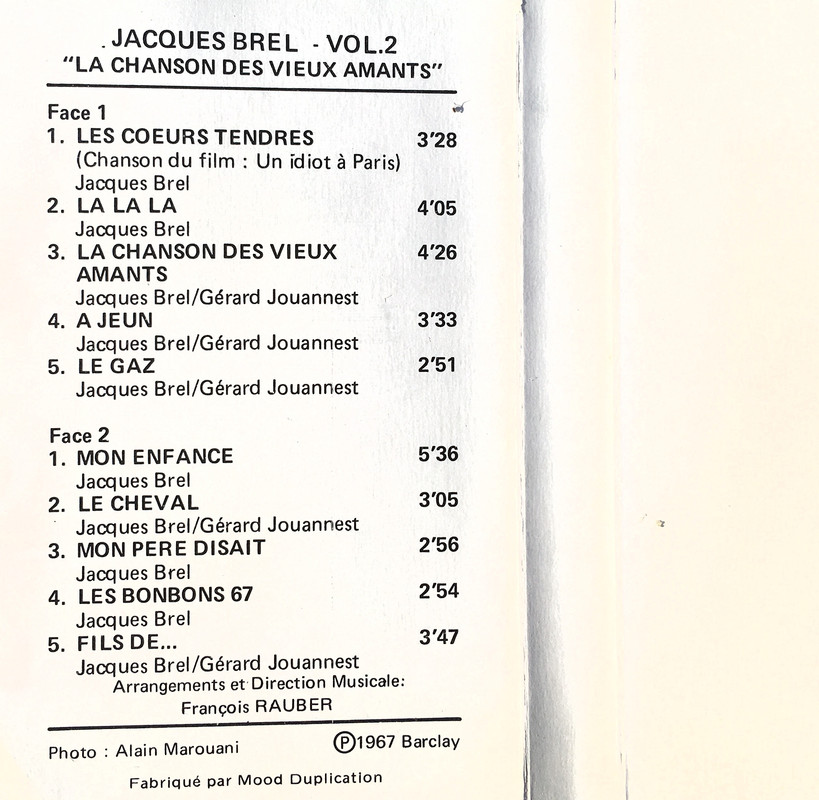 JACQUES BREL - VOL.2
"LA CHANSON DES VIEUX AMANTS"
Face 1
1. LES COEURS TENDRES 3'28
(Chanson du film : Un idiot à Paris)
Jacques Brel
2. LA LA LA 4'05
Jacques Brel
3. LA CHANSON DES VIEUX 4'26
AMANTS
Jacques Brel/Gérard Jouannest
4. A JEUN 3'33
Jacques Brel/Gérard Jouannest
5. LE GAZ 2'51
Jacques Brel/Gérard Jouannest
Face 2
1. MON ENFANCE 5'36
Jacques Brel
2. LE CHEVAL 3'05
Jacques Brel/Gérard Jouannest
3. MON PERE DISAIT 2'56
Jacques Brel
4. LES BONBONS 67 2'54
Jacques Brel
5. FILS DE... 3'47
Jacques Brel/Gérard Jouannest
Arrangements et Direction Musicale:
François RAUBER
Photo : Alain Marouani ℗1967 Barclay
Fabriqué par Mood Duplication